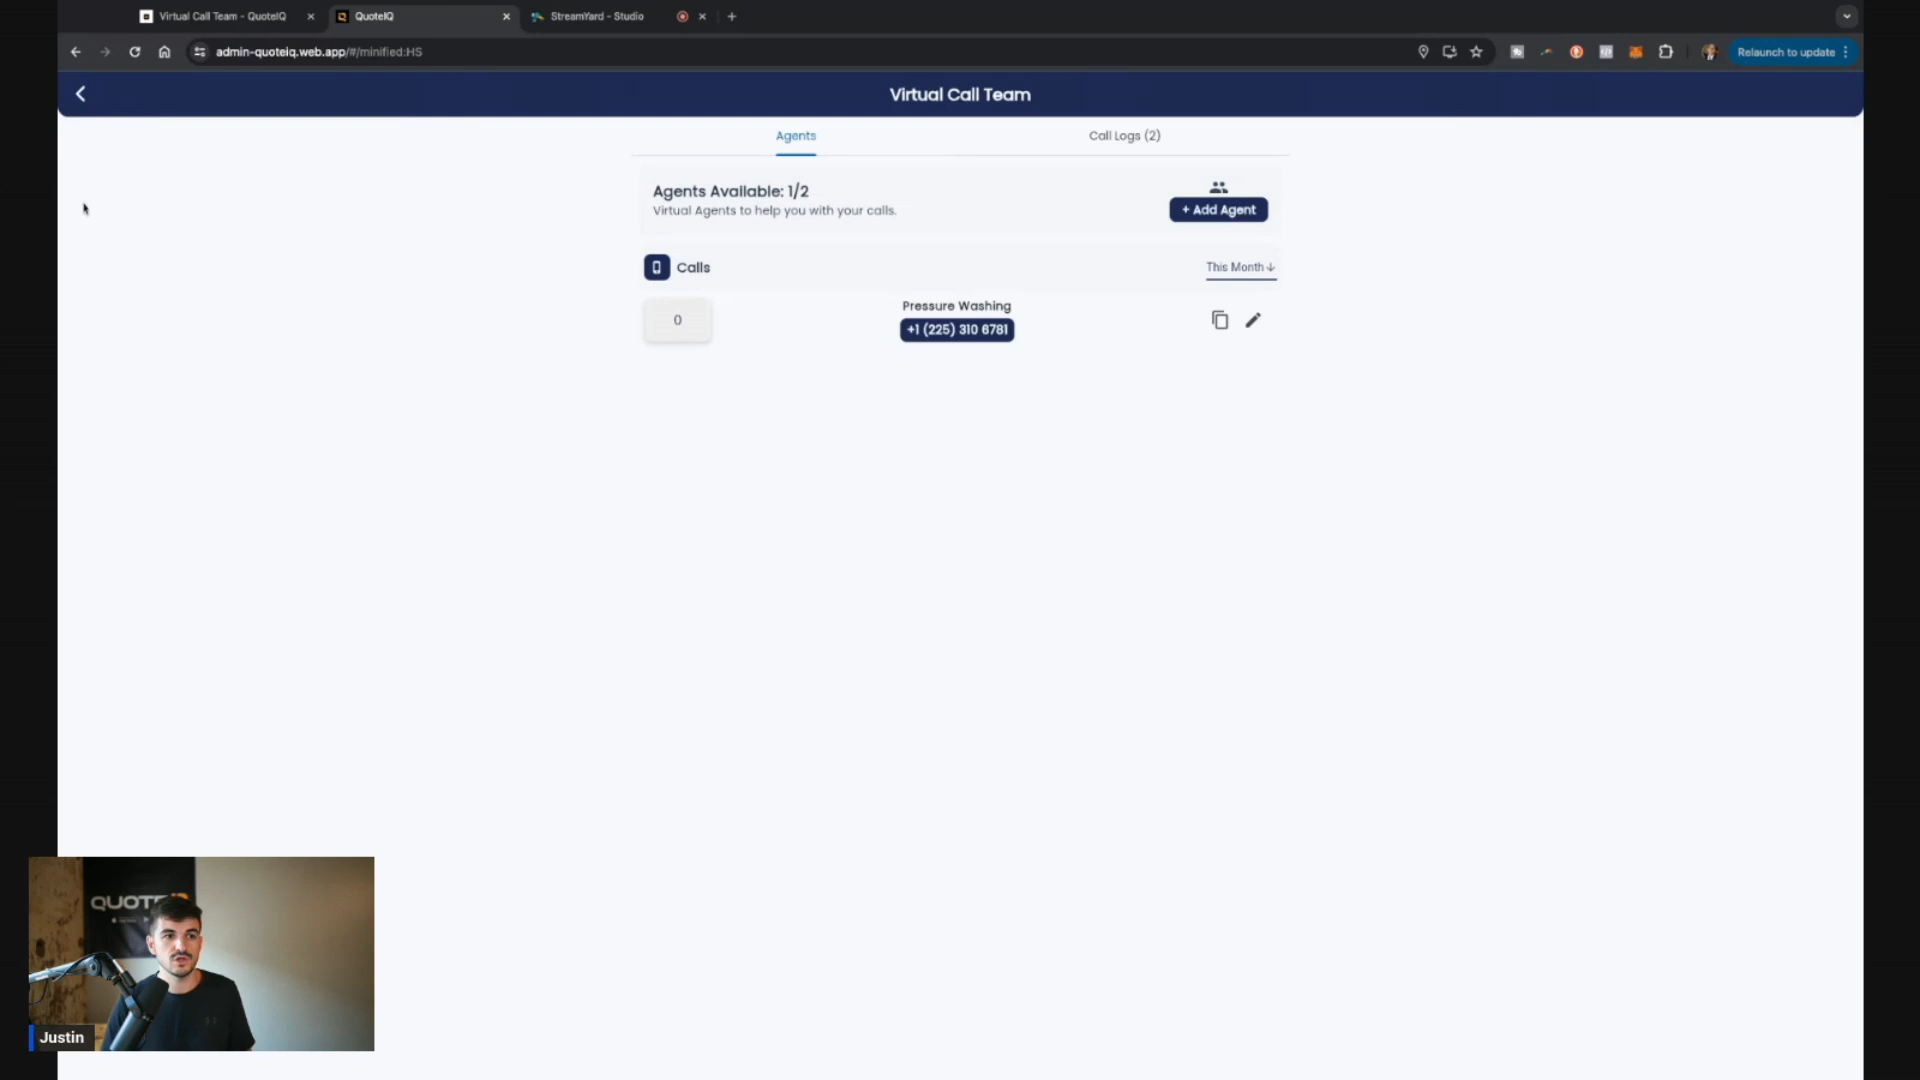 Virtual Call Team - QuoteIQ
QuoteIQ
StreamYard - Studio
admin-quoteiq.web.app/#/minified:HS
Relaunch to update
Virtual Call Team
Agents
Call Logs (2)
Agents Available: 1/2
Virtual Agents to help you with your calls.
+ Add Agent
Calls
This Month
0
Pressure Washing
+1 (225) 310 6781
QUOTEIQ
Justin